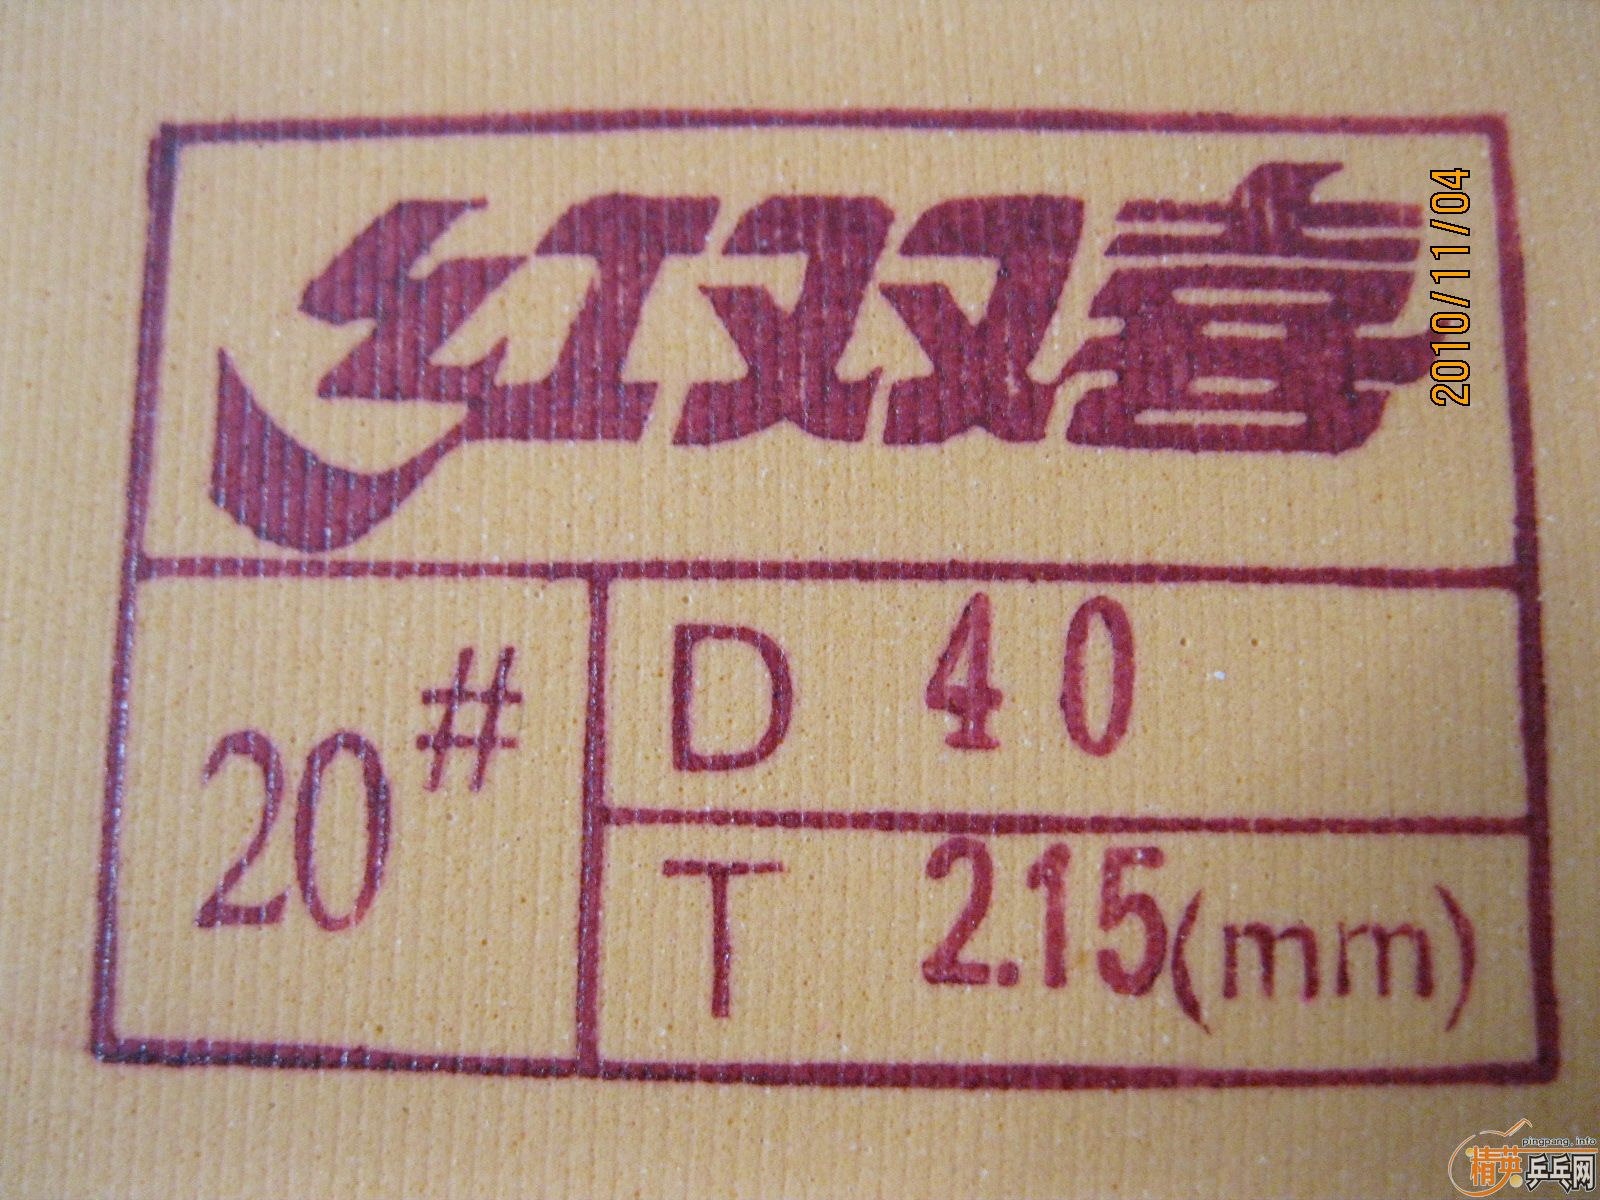 红双喜
2010/11/04
20#
D 40
T 2.15(mm)
pingpang.info
精英乒乓网